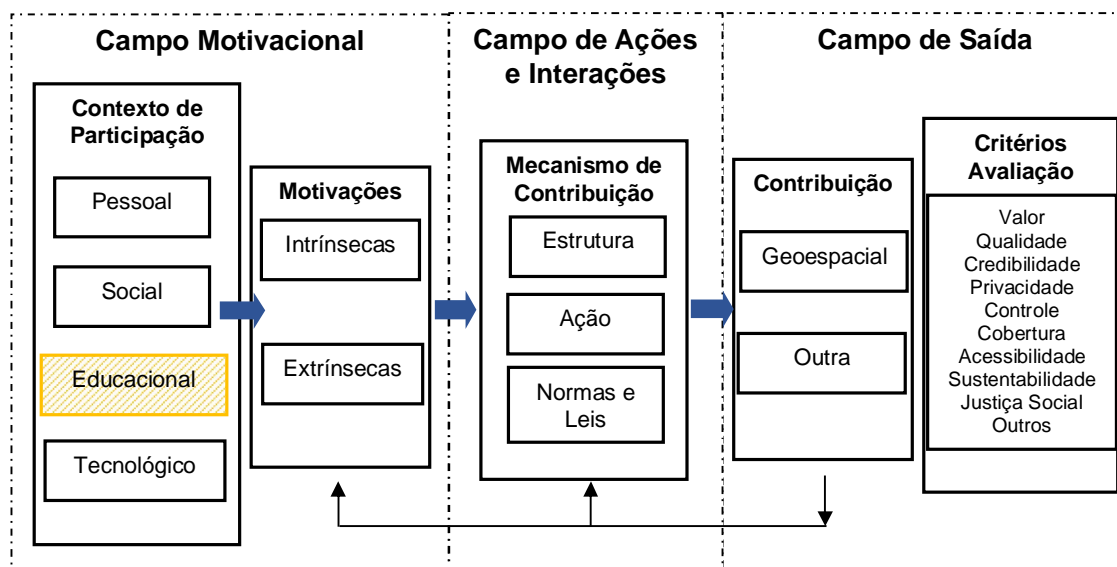 Campo Motivacional
Contexto de
Participação
Pessoal
Social
Educacional
Tecnológico
Motivações
Intrínsecas
Extrínsecas
Campo de Ações
e Interações
Mecanismo de
Contribuição
Estrutura
Ação
Normas e
Leis
Campo de Saída
Contribuição
Geoespacial
Outra
Critérios
Avaliação
Valor
Qualidade
Credibilidade
Privacidade
Controle
Cobertura
Acessibilidade
Sustentabilidade
Justiça Social
Outros